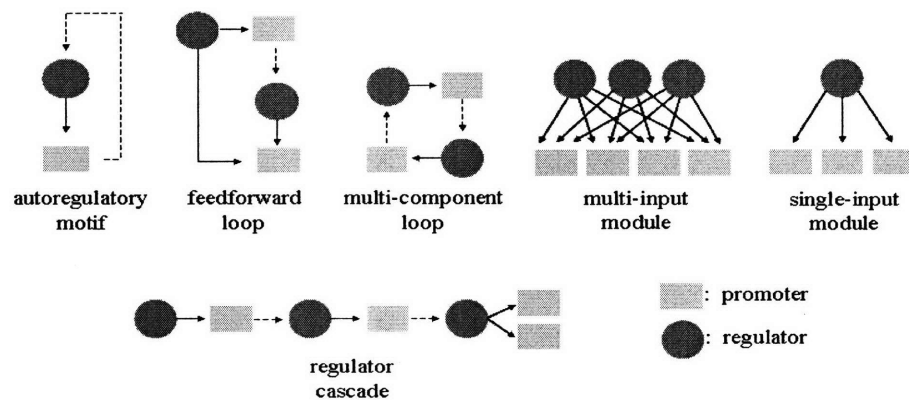 autoregulatory
motif
feedforward
loop
multi-component
loop
multi-input
module
single-input
module
: promoter
: regulator
regulator
cascade